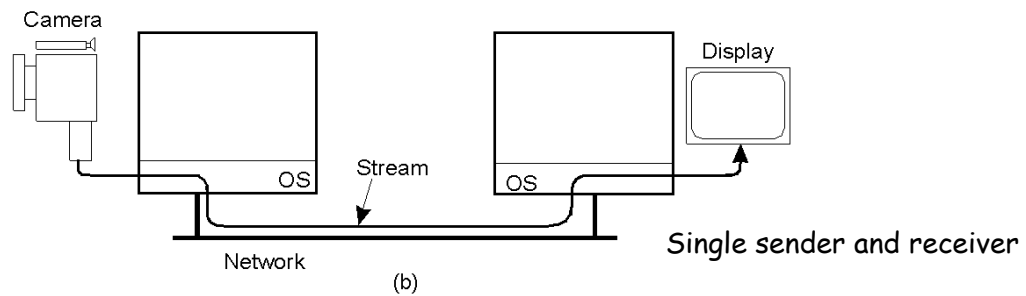 Camera
Display
OS
Stream
OS
Single sender and receiver
Network
(b)